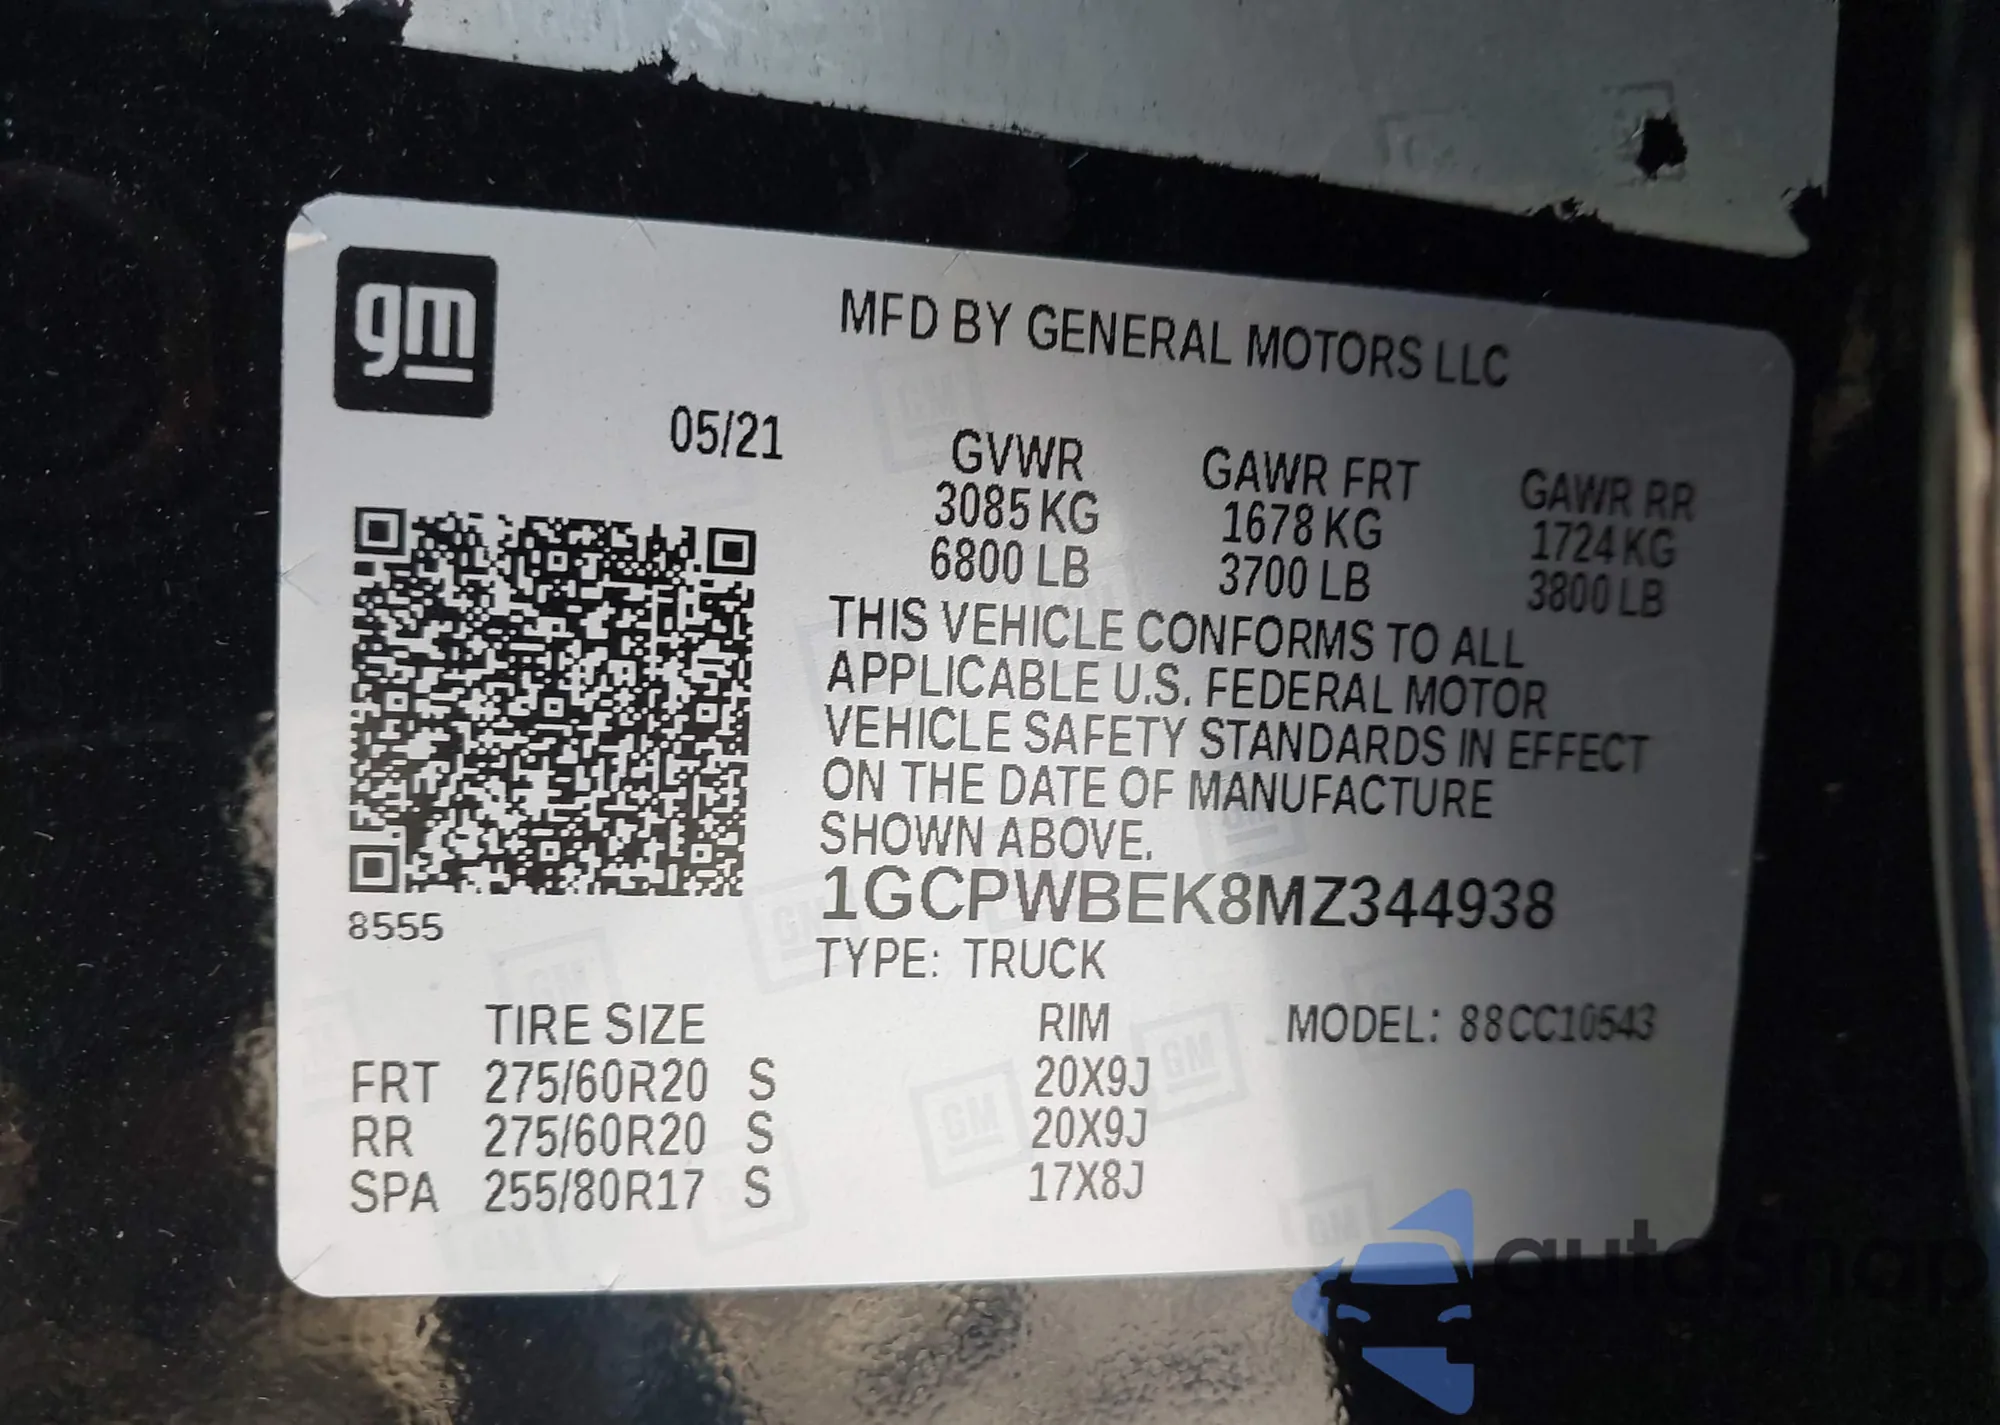 gm
MFD BY GENERAL MOTORS LLC
05/21
GVWR GAWR FRT GAWR RR
3085 KG 1678 KG 1724 KG
6800 LB 3700 LB 3800 LB
THIS VEHICLE CONFORMS TO ALL
APPLICABLE U.S. FEDERAL MOTOR
VEHICLE SAFETY STANDARDS IN EFFECT
ON THE DATE OF MANUFACTURE
SHOWN ABOVE.
1GCPWBEK8MZ344938
8555
TYPE: TRUCK
TIRE SIZE RIM MODEL: 88CC10543
FRT 275/60R20 S 20X9J
RR 275/60R20 S 20X9J
SPA 255/80R17 S 17X8J
autosnap